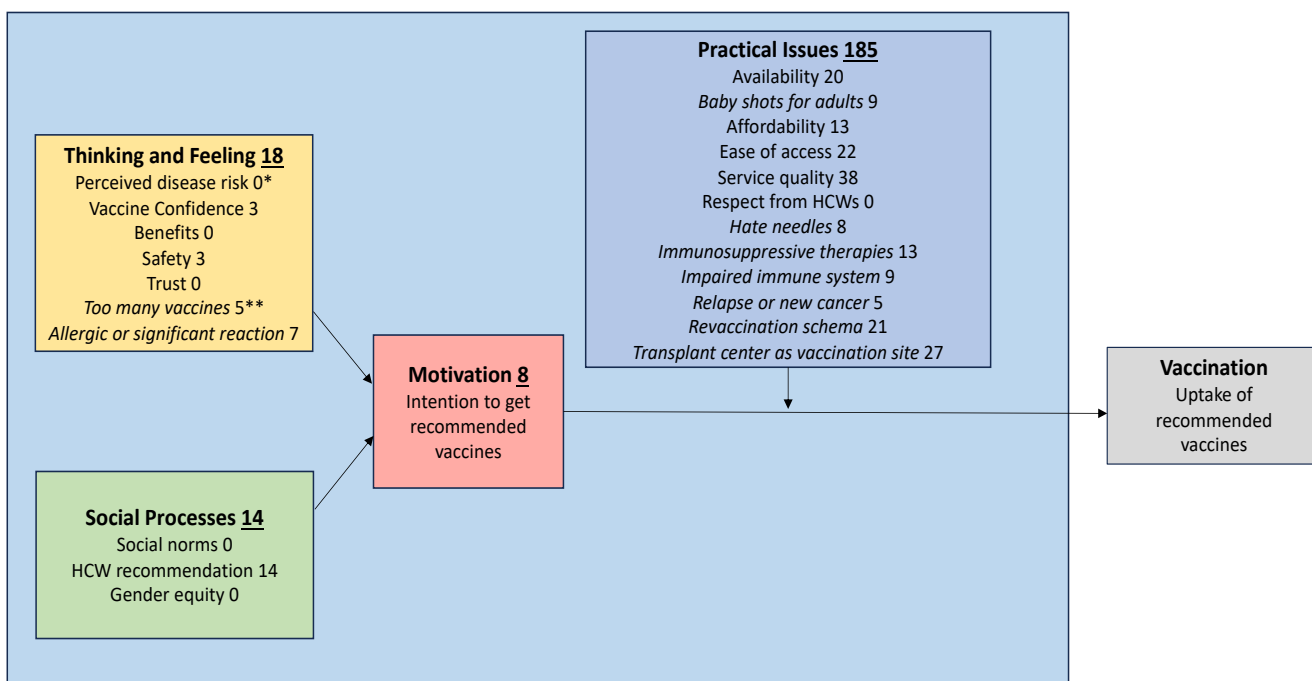 Thinking and Feeling 18
Perceived disease risk 0*
Vaccine Confidence 3
Benefits 0
Safety 3
Trust 0
Too many vaccines 5**
Allergic or significant reaction 7
Social Processes 14
Social norms 0
HCW recommendation 14
Gender equity 0
Motivation 8
Intention to get
recommended
vaccines
Practical Issues 185
Availability 20
Baby shots for adults 9
Affordability 13
Ease of access 22
Service quality 38
Respect from HCWs 0
Hate needles 8
Immunosuppressive therapies 13
Impaired immune system 9
Relapse or new cancer 5
Revaccination schema 21
Transplant center as vaccination site 27
Vaccination
Uptake of
recommended
vaccines